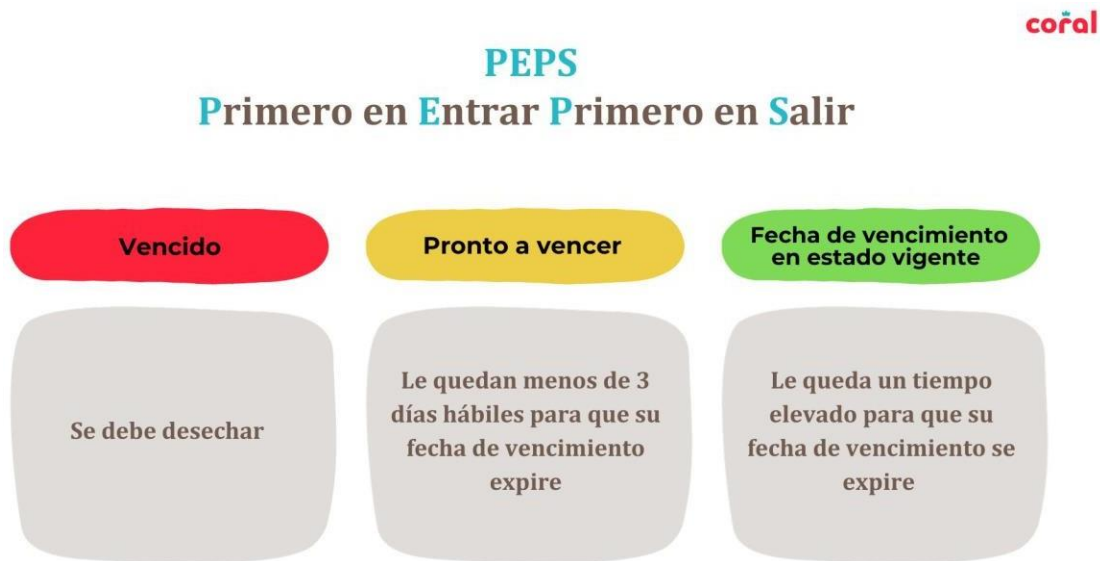 coral
PEPS
Primero en Entrar Primero en Salir
Vencido
Pronto a vencer
Fecha de vencimiento
en estado vigente
Se debe desechar
Le quedan menos de 3
días hábiles para que su
fecha de vencimiento
expire
Le queda un tiempo
elevado para que su
fecha de vencimiento se
expire